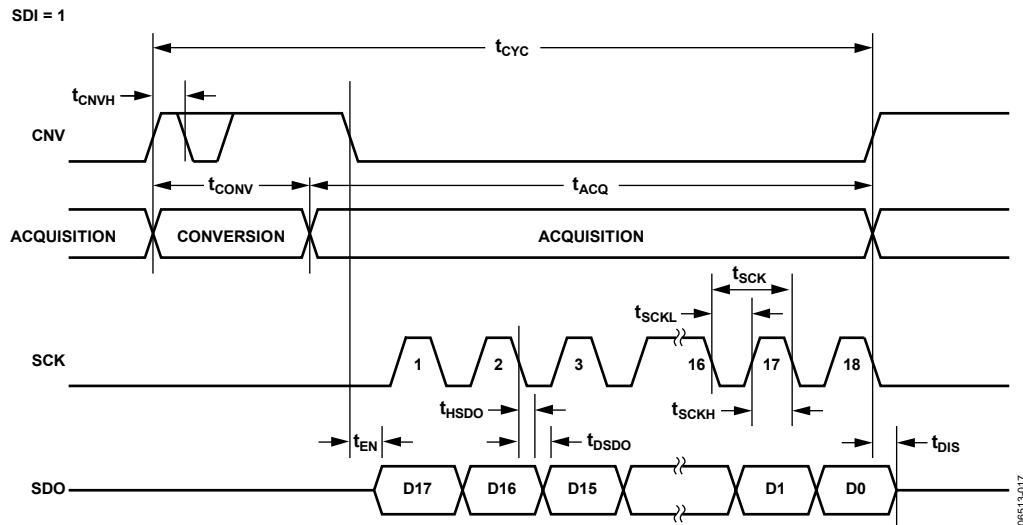 SDI = 1
tCYC
tCNVH
CNV
tCONV
tACQ
ACQUISITION
CONVERSION
ACQUISITION
tSCK
tSCKL
SCK
1
2
3
16
17
18
tHSDO
tSCKH
tEN
tDSDO
tDIS
SDO
D17
D16
D15
D1
D0
06513-017